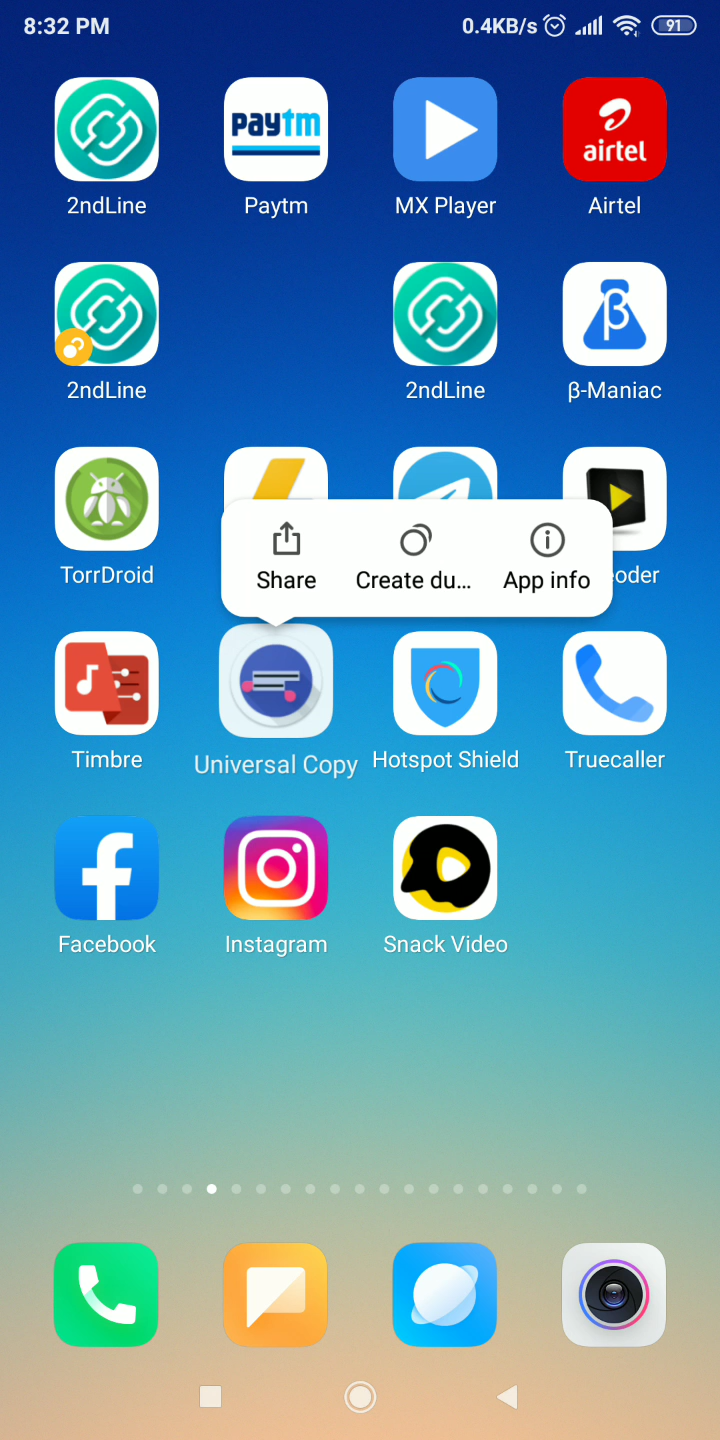 8:32 PM
0.4KB/s
91
paytm
airtel
2ndLine
Paytm
MX Player
Airtel
β
2ndLine
2ndLine
β-Maniac
Share
Create du...
App info
TorrDroid
oder
Timbre
Universal Copy
Hotspot Shield
Truecaller
Facebook
Instagram
Snack Video